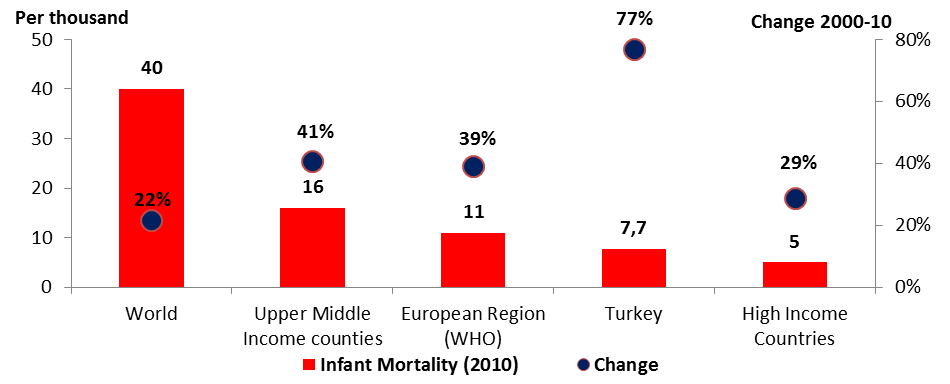 Per thousand
Change 2000-10
77%
50
80%
40
40
60%
30
41%
39%
29%
40%
20
22%
16
11
7,7
5
20%
10
0
0%
World
Upper Middle
Income counties
European Region
(WHO)
Turkey
High Income
Countries
Infant Mortality (2010)
Change